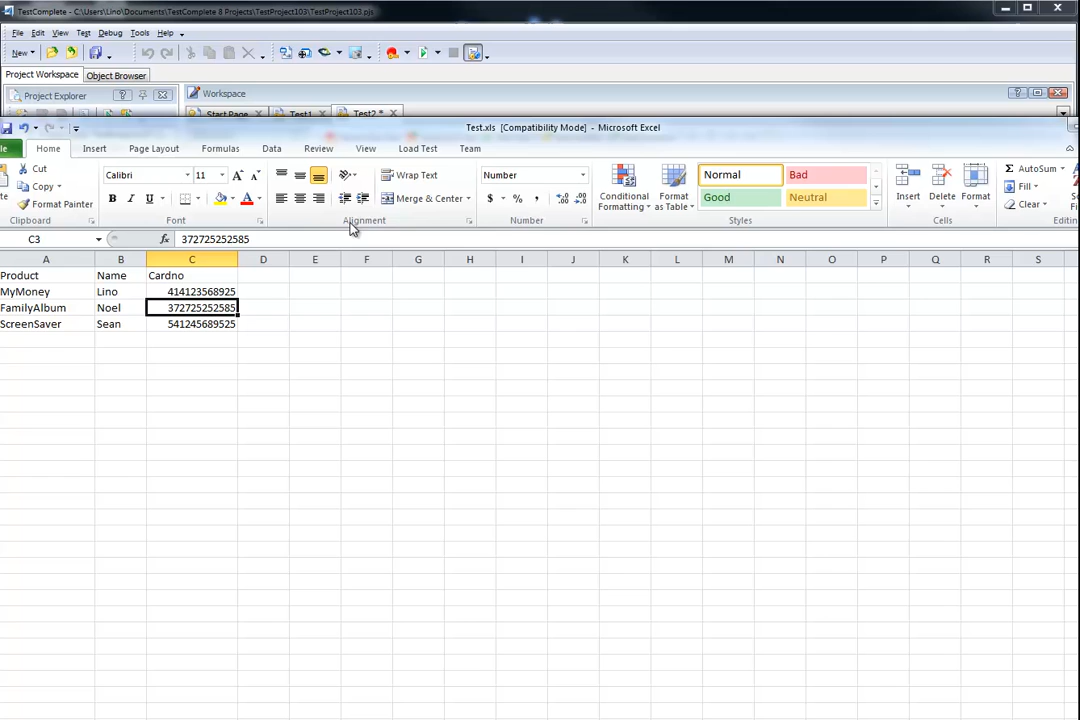 TestComplete - C:\Users\Lino\Documents\TestComplete 8 Projects\TestProject103\TestProject103.pjs
File Edit View Test Debug Tools Help
New
Project Workspace Object Browser
Project Explorer ? Workspace ?
Start Page Test1 Test2 *
Test.xls [Compatibility Mode] - Microsoft Excel
le Home Insert Page Layout Formulas Data Review View Load Test Team
Cut Calibri 11 Wrap Text Number Normal Bad AutoSum
Copy Conditional Format Insert Delete Format Fill
Format Painter B I U A Merge & Center $ % , Formatting as Table Good Neutral Clear
Clipboard Font Alignment Number Styles Cells Editin
C3 fx 372725252585
A B C D E F G H I J K L M N O P Q R S
Product Name Cardno
MyMoney Lino 414123568925
FamilyAlbum Noel 372725252585
ScreenSaver Sean 541245689525